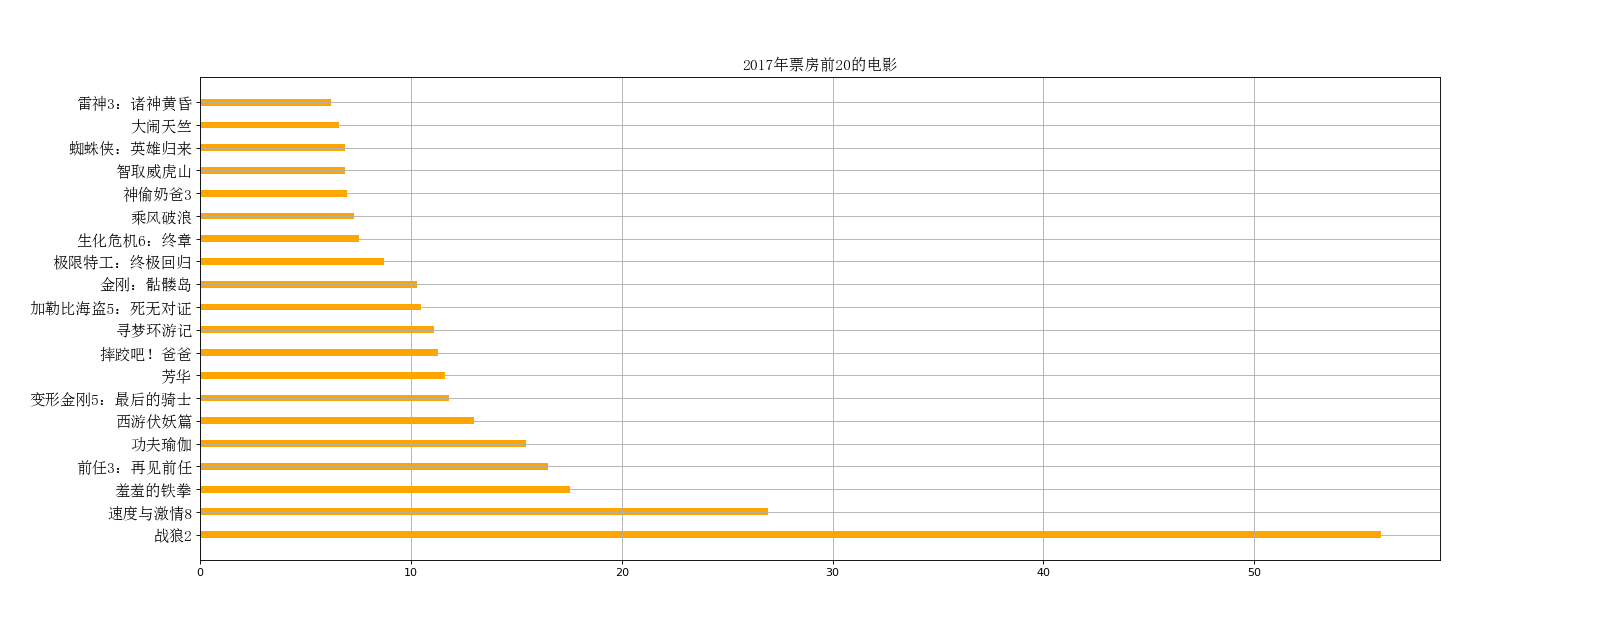 2017年票房前20的电影
雷神3：诸神黄昏
大闹天竺
蜘蛛侠：英雄归来
智取威虎山
神偷奶爸3
乘风破浪
生化危机6：终章
极限特工：终极回归
金刚：骷髅岛
加勒比海盗5：死无对证
寻梦环游记
摔跤吧！爸爸
芳华
变形金刚5：最后的骑士
西游伏妖篇
功夫瑜伽
前任3：再见前任
羞羞的铁拳
速度与激情8
战狼2
0 10 20 30 40 50